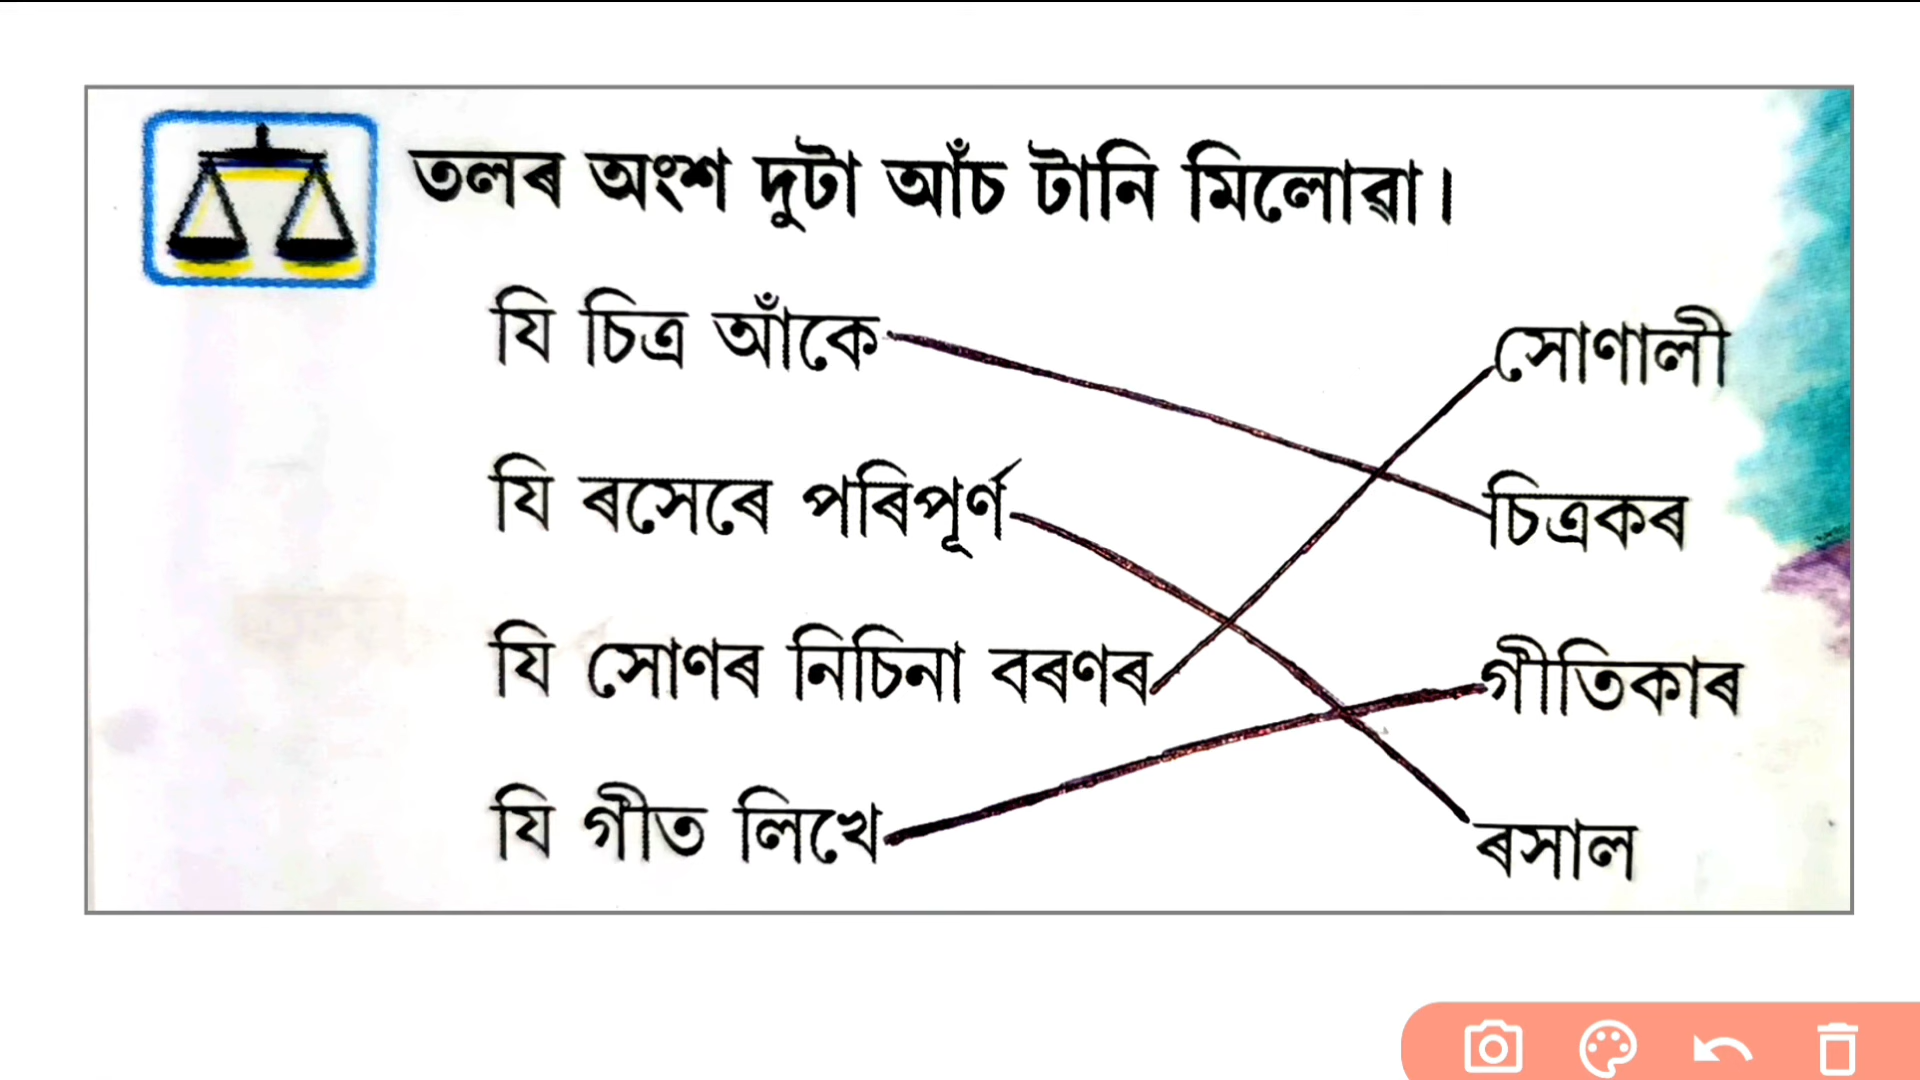 তলৰ অংশ দুটা আঁচ টানি মিলোৱা।
যি চিত্ৰ আঁকে সোণালী
যি ৰসেৰে পৰিপূৰ্ণ চিত্ৰকৰ
যি সোণৰ নিচিনা বৰণৰ গীতিকাৰ
যি গীত লিখে ৰসাল